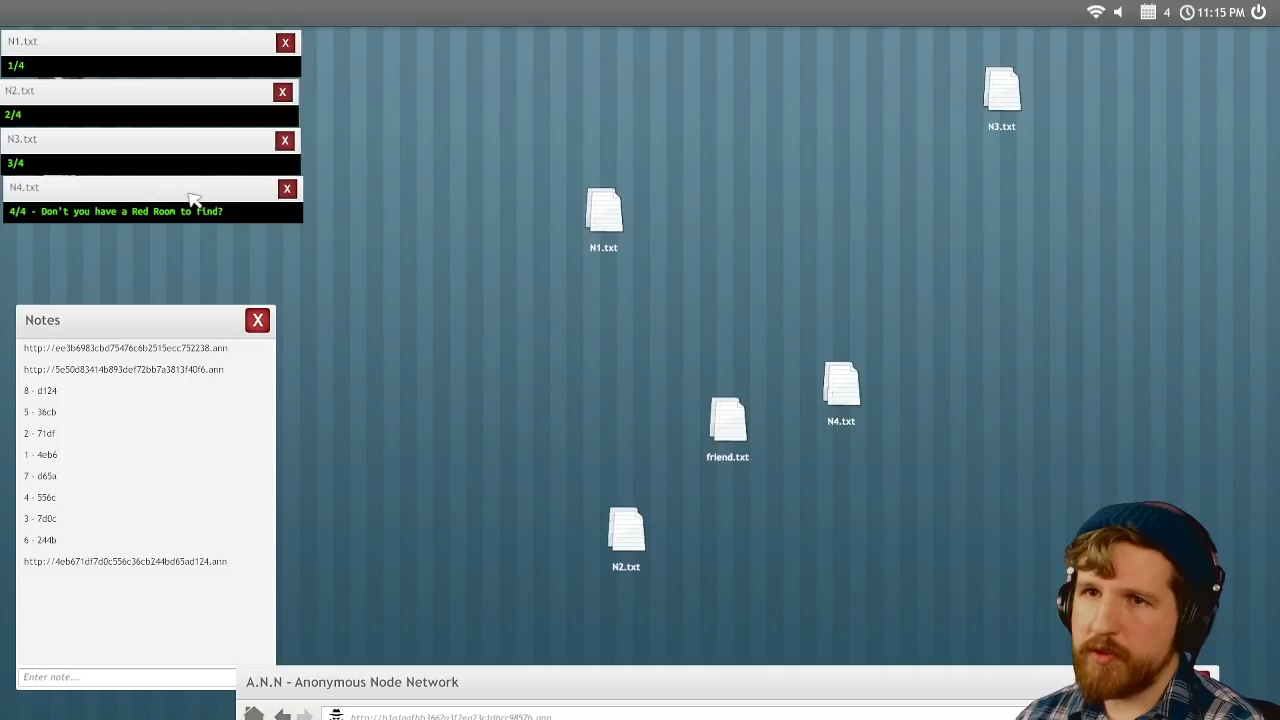 4 11:15 PM
N1.txt X
1/4
N2.txt X
2/4
N3.txt X
3/4
N4.txt X
4/4 - Don't you have a Red Room to find?
N3.txt
N1.txt
N4.txt
friend.txt
N2.txt
Notes X
http://ee3b6983cbd75476c6b2515ecc752238.ann
http://5e50d83414b893def72bb7a3813f40f6.ann
8 - d124
- 36cb
2 - 71df
1 - 4eb6
7 - d65a
4 - 556c
3 - 7d0c
6 - 244b
http://4eb671df7d0c556c36cb244bd65ad124.ann
Enter note...
A.N.N - Anonymous Node Network